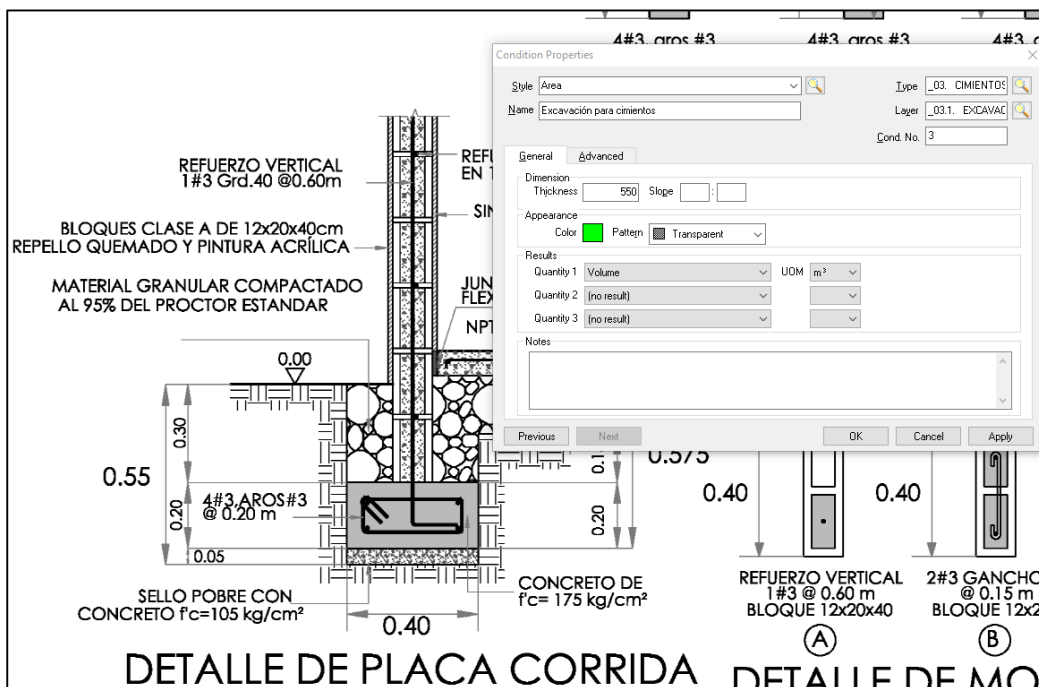 4#3, aros #3
4#3, aros #3
4#3,
Condition Properties
Style Area
Type _03. CIMIENTOS
Name Excavación para cimientos
Layer _03.1. EXCAVAC
Cond. No. 3
General Advanced
Dimension
Thickness 550 Slope :
Appearance
Color Pattern Transparent
Results
Quantity 1 Volume UOM m³
Quantity 2 (no result)
Quantity 3 (no result)
Notes
Previous Next OK Cancel Apply
REFUERZO VERTICAL
1#3 Grd.40 @0.60m
REFU
EN 1
SIN
BLOQUES CLASE A DE 12x20x40cm
REPELLO QUEMADO Y PINTURA ACRÍLICA
MATERIAL GRANULAR COMPACTADO
AL 95% DEL PROCTOR ESTANDAR
JUN
FLEX
NPT
0.00
0.30
0.55
0.20
0.05
4#3,AROS#3
@ 0.20 m
0.1
0.575
0.20
0.40
0.40
SELLO POBRE CON
CONCRETO f'c=105 kg/cm²
CONCRETO DE
f'c= 175 kg/cm²
0.40
REFUERZO VERTICAL
1#3 @ 0.60 m
BLOQUE 12x20x40
2#3 GANCHO
@ 0.15 m
BLOQUE 12x2
A
B
DETALLE DE PLACA CORRIDA
DETALLE DE MO